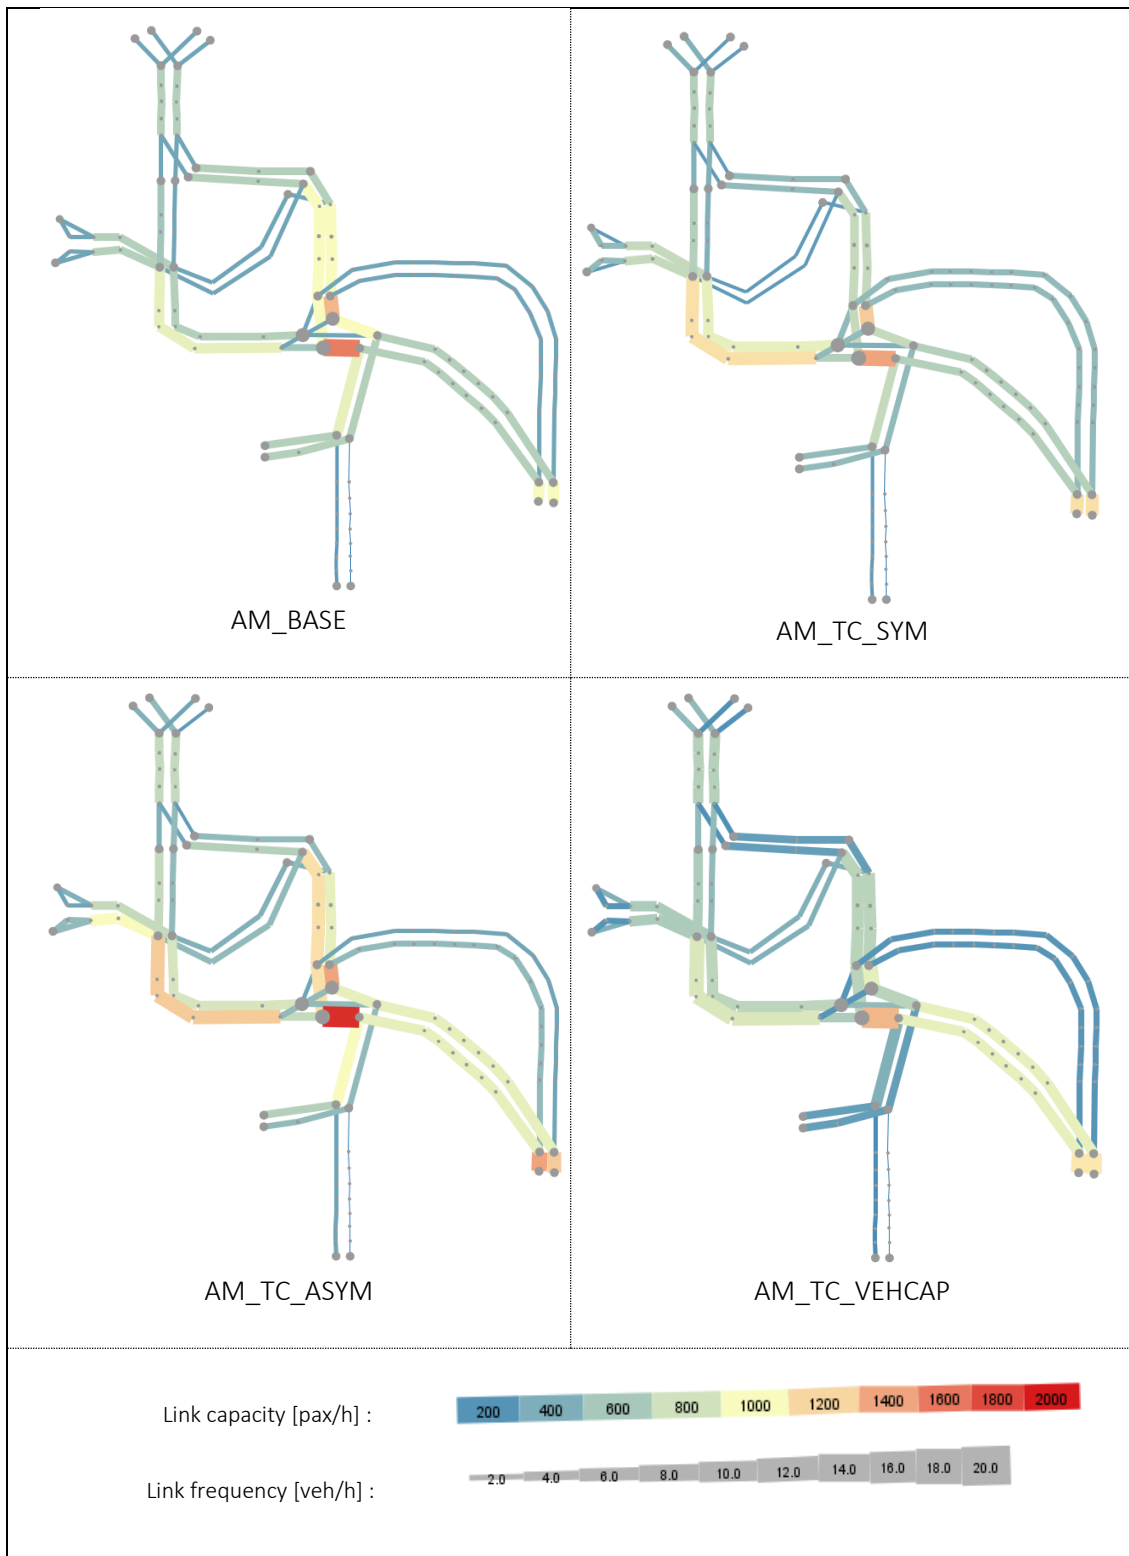 AM_BASE
AM_TC_SYM
AM_TC_ASYM
AM_TC_VEHCAP
Link capacity [pax/h] :
200 400 600 800 1000 1200 1400 1600 1800 2000
Link frequency [veh/h] :
2.0 4.0 6.0 8.0 10.0 12.0 14.0 16.0 18.0 20.0